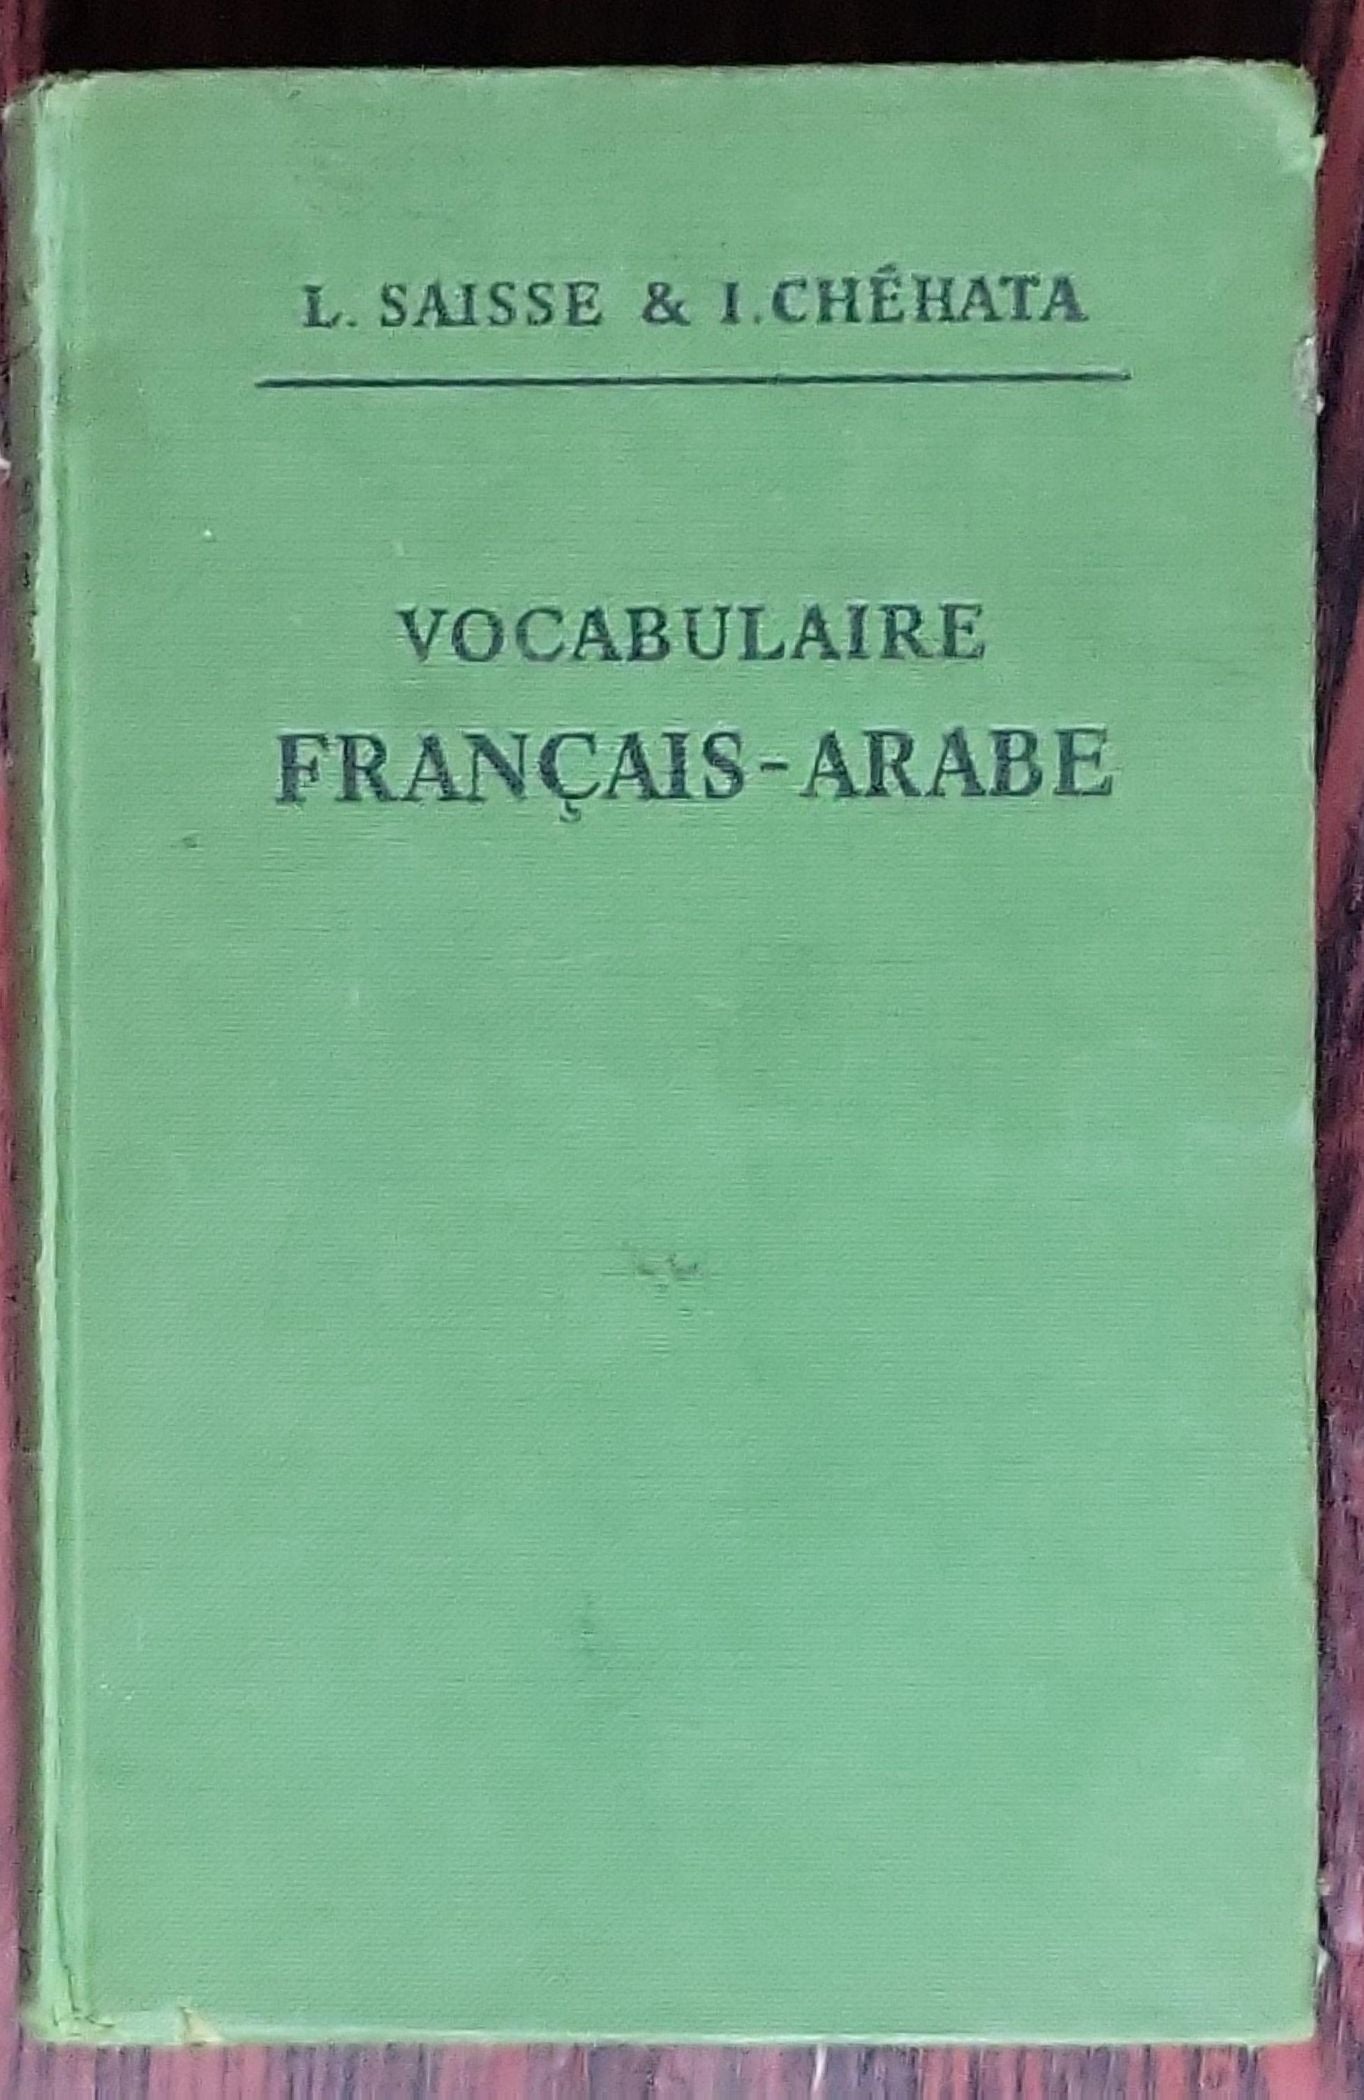 L. SAISSE & I. CHÉHATA
VOCABULAIRE
FRANÇAIS-ARABE